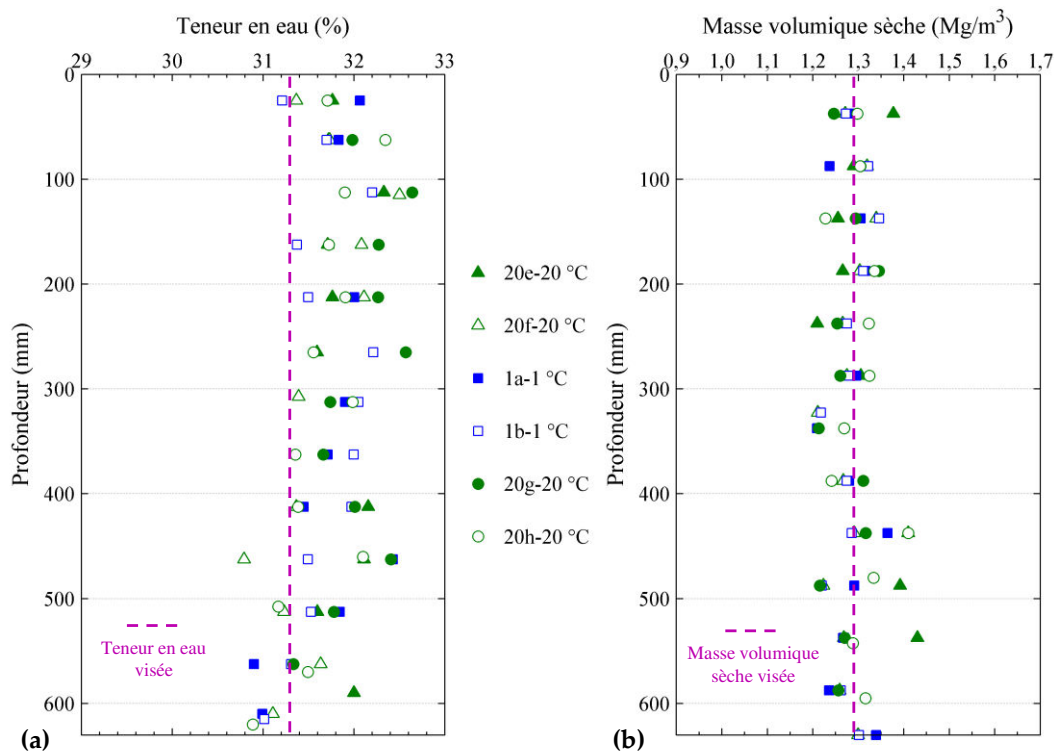 Teneur en eau (%)
29 30 31 32 33
0
100
200
300
400
500
600
Profondeur (mm)
Teneur en eau
visée
(a)
20e-20 °C
20f-20 °C
1a-1 °C
1b-1 °C
20g-20 °C
20h-20 °C
Masse volumique sèche (Mg/m³)
0,9 1,0 1,1 1,2 1,3 1,4 1,5 1,6 1,7
0
100
200
300
400
500
600
Profondeur (mm)
Masse volumique
sèche visée
(b)